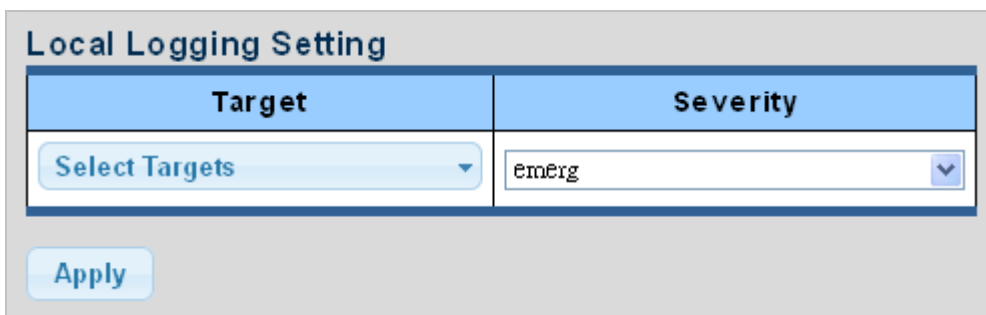 Local Logging Setting
Target Severity
Select Targets emerg
Apply